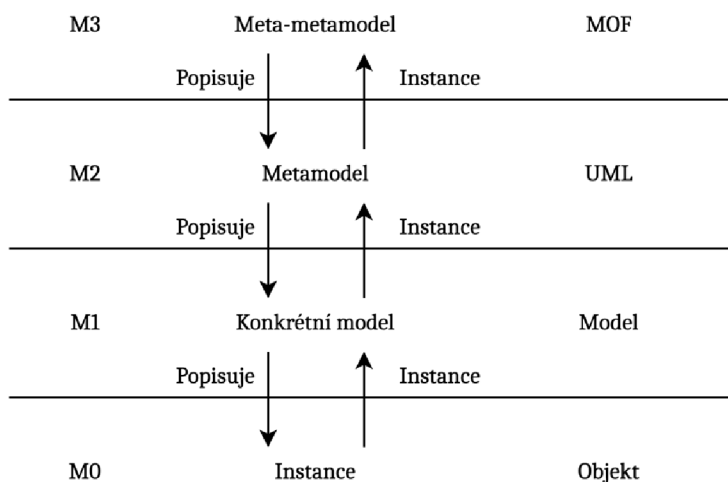 M3 Meta-metamodel MOF
Popisuje Instance
M2 Metamodel UML
Popisuje Instance
M1 Konkrétní model Model
Popisuje Instance
M0 Instance Objekt